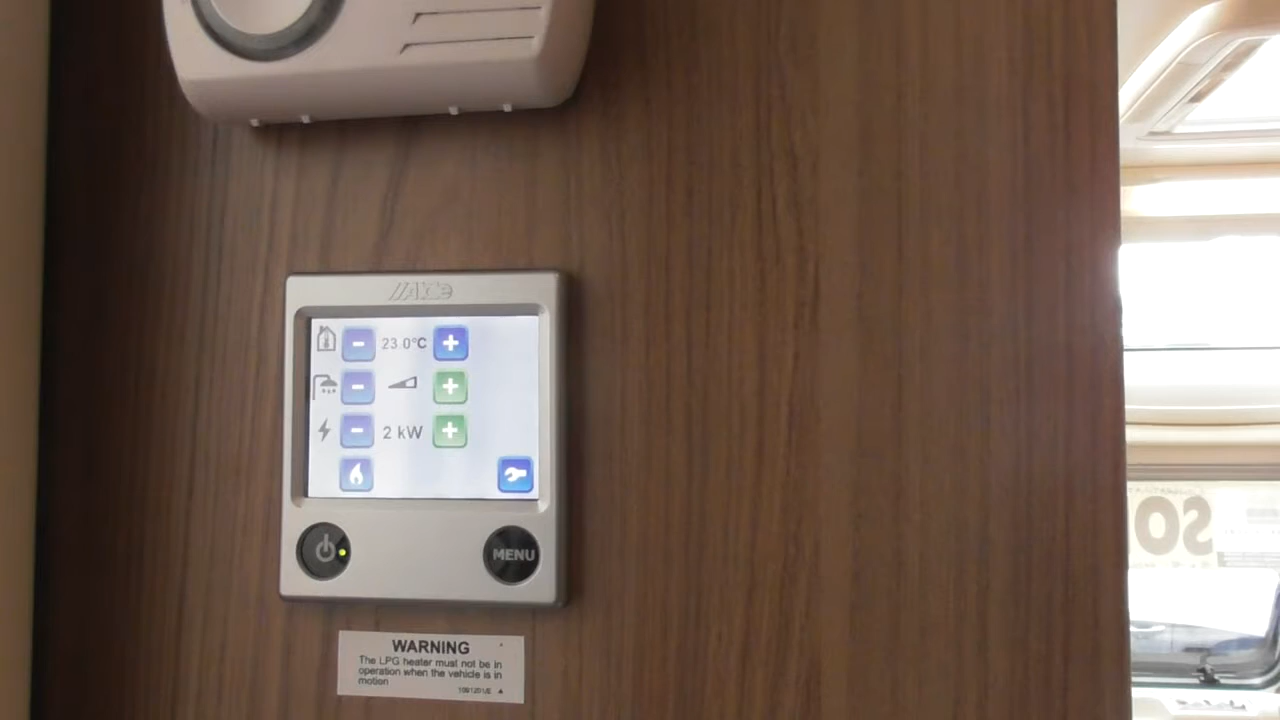 ALDe
23.0°C
2 kW
MENU
WARNING
The LPG heater must not be in
operation when the vehicle is in
motion
SO